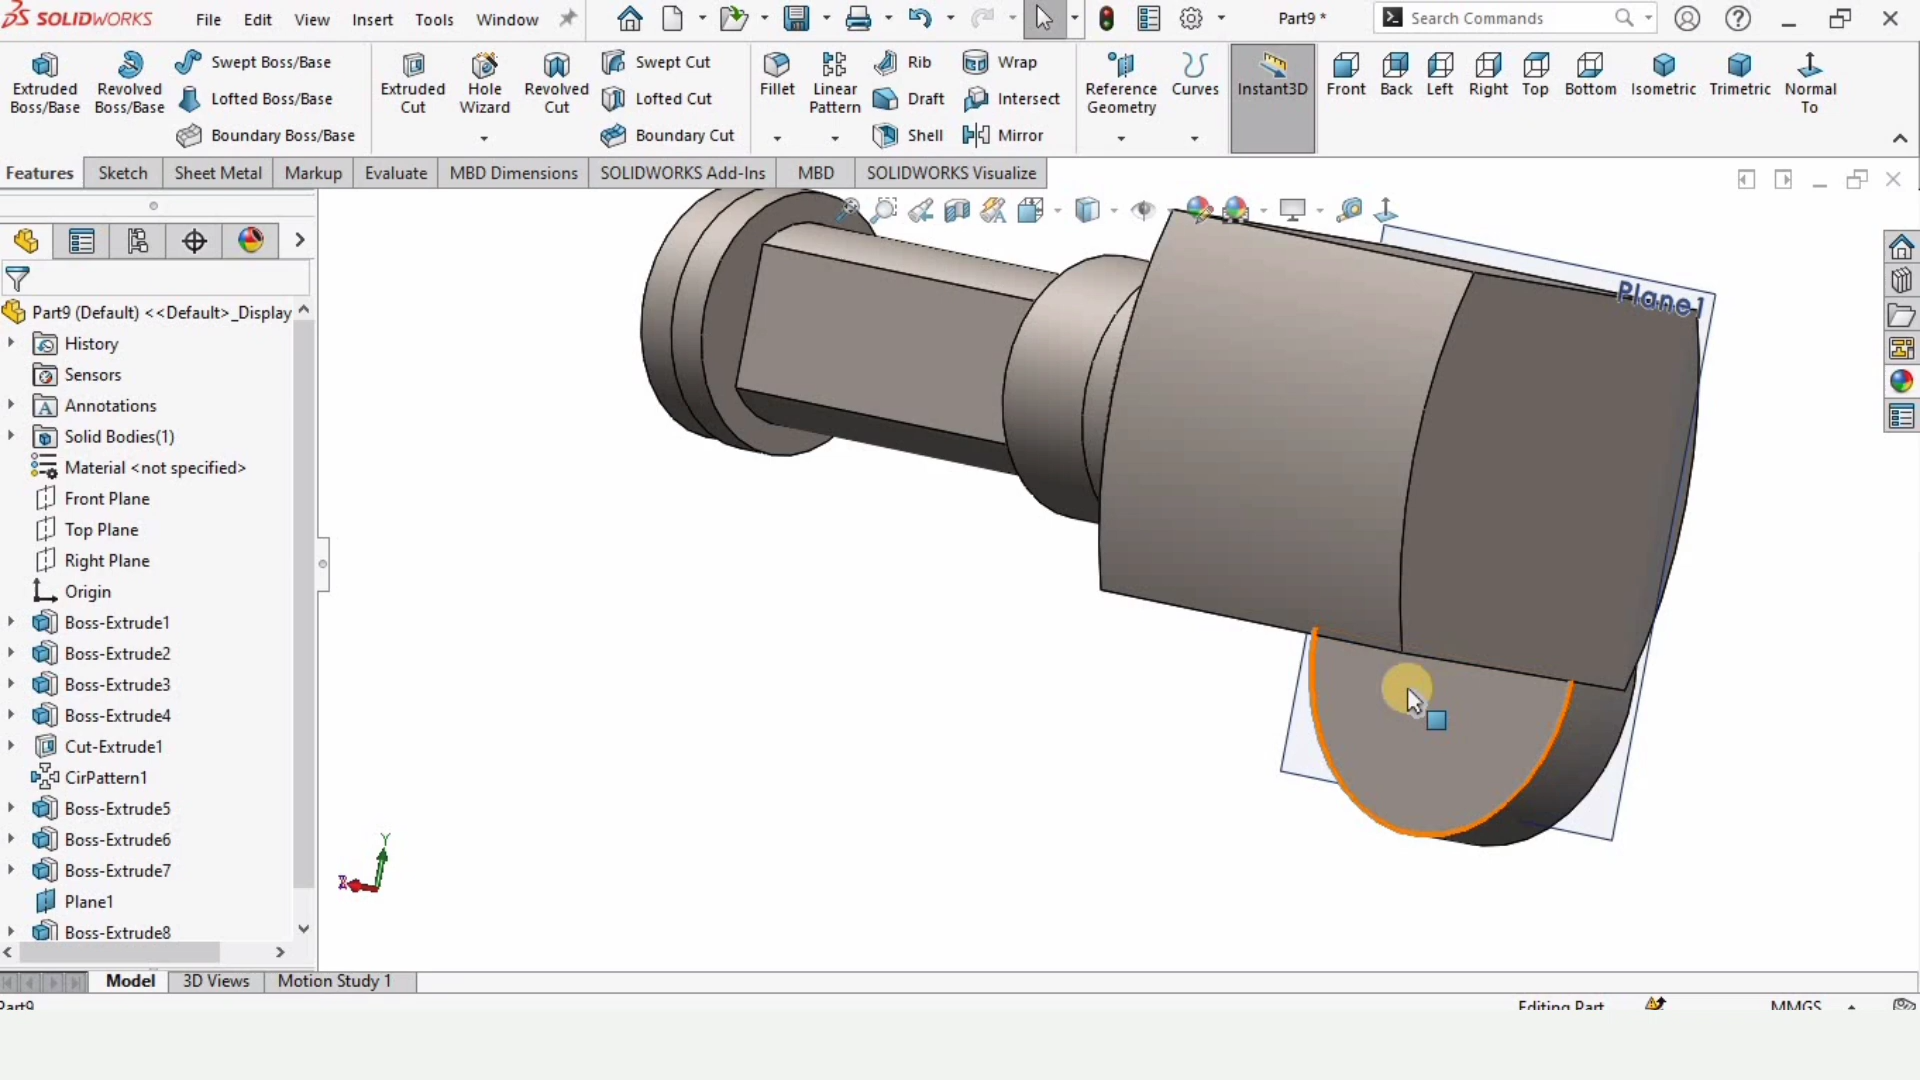 SOLIDWORKS File Edit View Insert Tools Window Part9 * Search Commands
Extruded Boss/Base
Revolved Boss/Base
Swept Boss/Base
Lofted Boss/Base
Boundary Boss/Base
Extruded Cut
Hole Wizard
Revolved Cut
Swept Cut
Lofted Cut
Boundary Cut
Fillet
Linear Pattern
Rib
Draft
Shell
Wrap
Intersect
Mirror
Reference Geometry
Curves
Instant3D
Front
Back
Left
Right
Top
Bottom
Isometric
Trimetric
Normal To
Features Sketch Sheet Metal Markup Evaluate MBD Dimensions SOLIDWORKS Add-Ins MBD SOLIDWORKS Visualize
Part9 (Default) <<Default>_Display
History
Sensors
Annotations
Solid Bodies(1)
Material <not specified>
Front Plane
Top Plane
Right Plane
Origin
Boss-Extrude1
Boss-Extrude2
Boss-Extrude3
Boss-Extrude4
Cut-Extrude1
CirPattern1
Boss-Extrude5
Boss-Extrude6
Boss-Extrude7
Plane1
Boss-Extrude8
Plane1
Y
Model 3D Views Motion Study 1
Part9 Editing Part MMGS